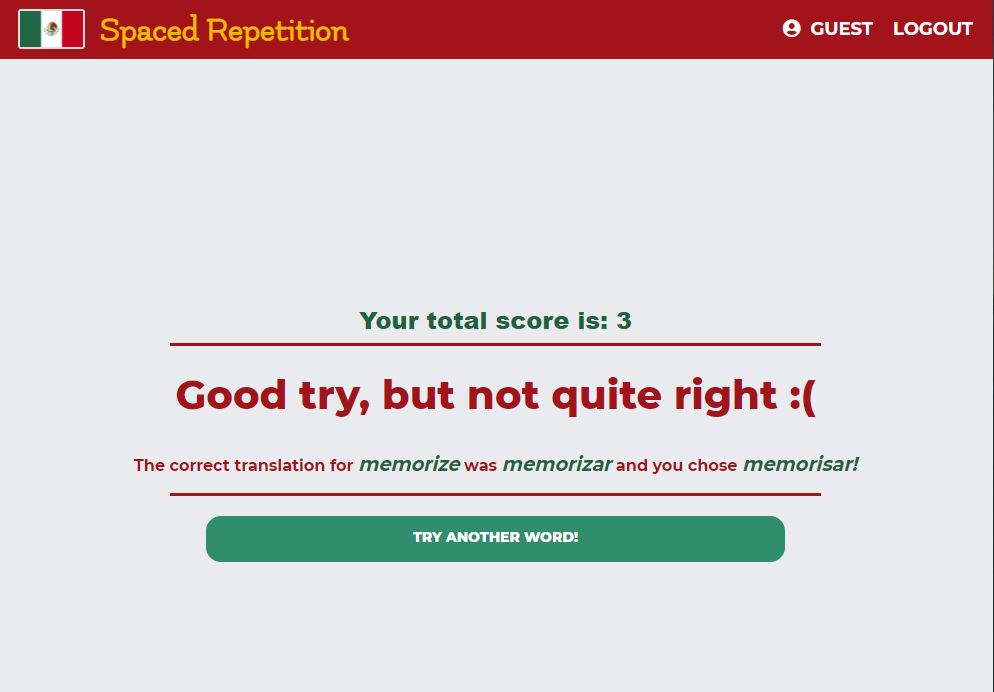 Spaced Repetition
GUEST LOGOUT
Your total score is: 3
Good try, but not quite right :(
The correct translation for memorize was memorizar and you chose memorisar!
TRY ANOTHER WORD!